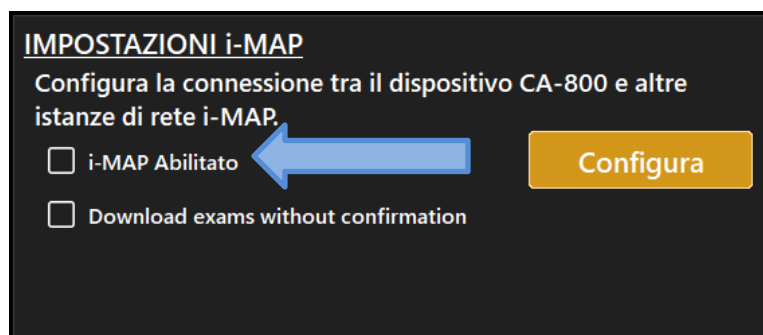 IMPOSTAZIONI i-MAP
Configura la connessione tra il dispositivo CA-800 e altre
istanze di rete i-MAP.
i-MAP Abilitato
Configura
Download exams without confirmation